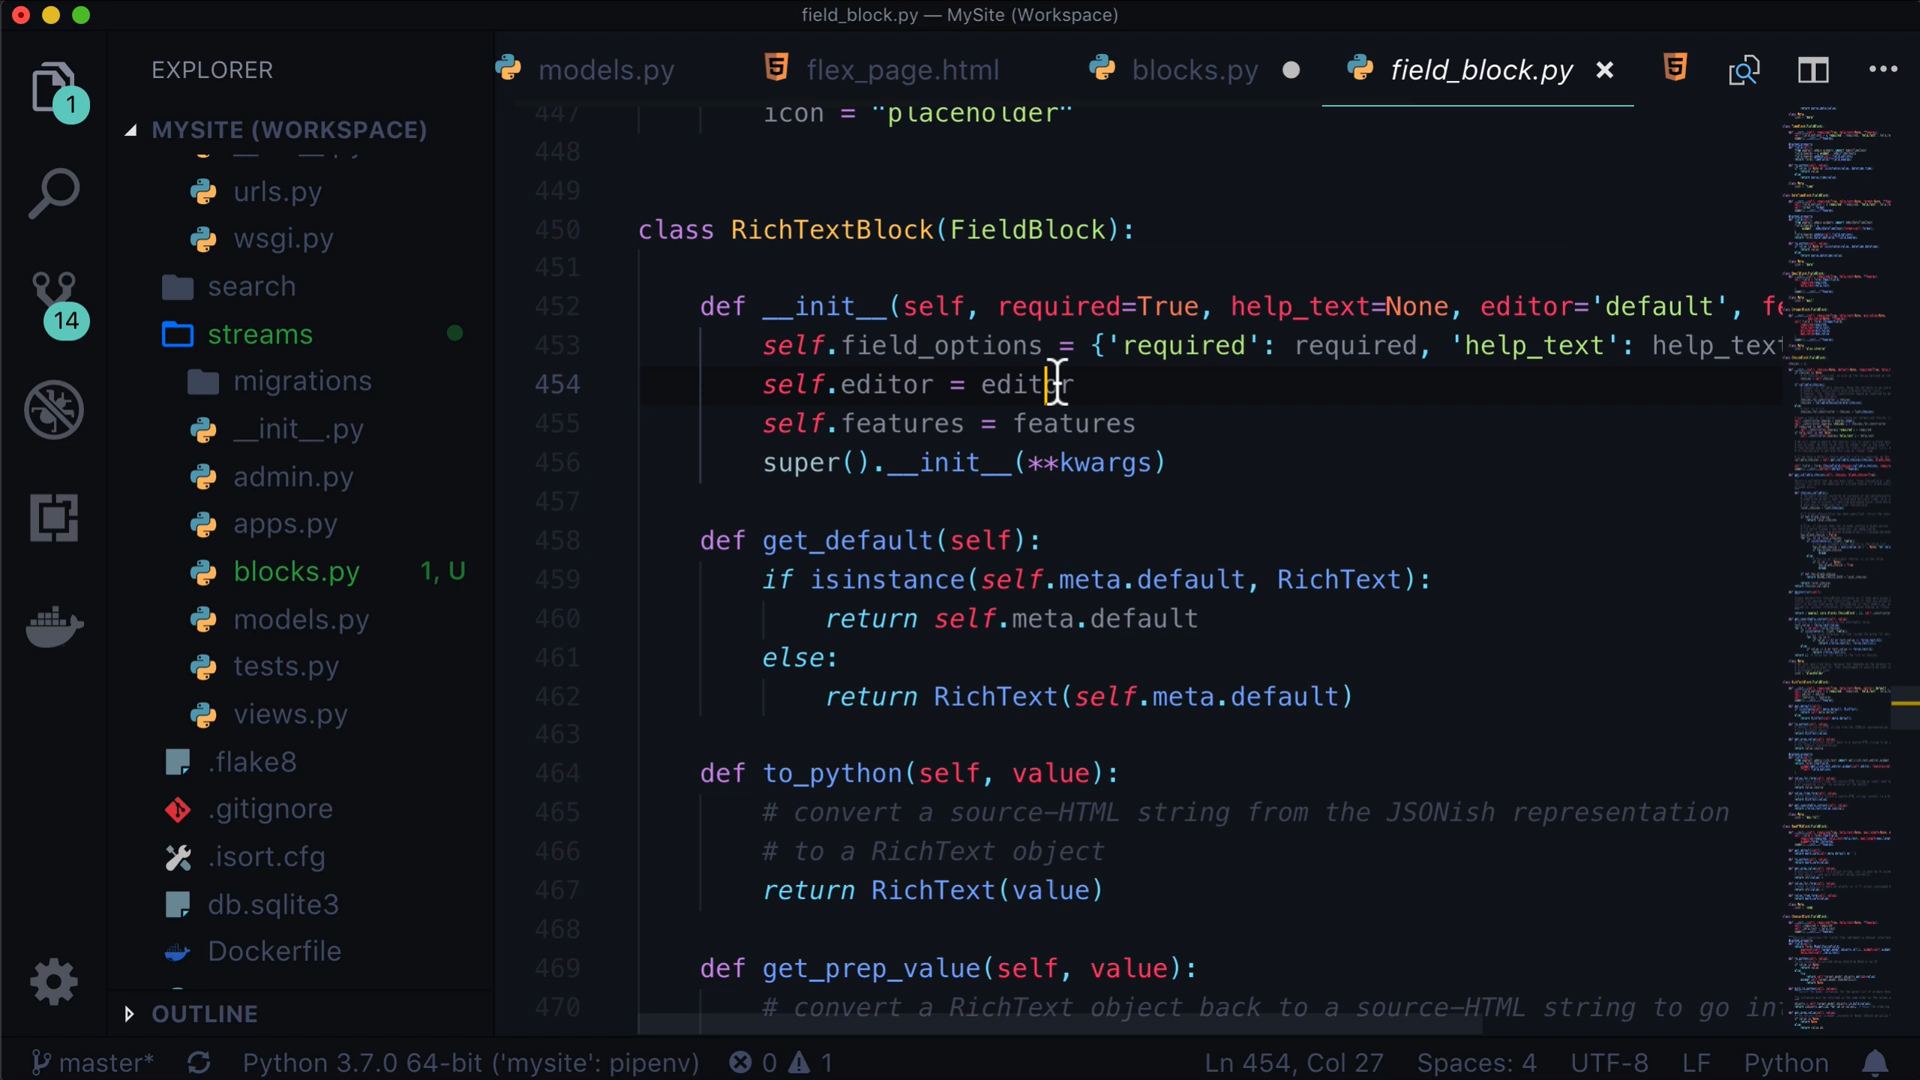 field_block.py — MySite (Workspace)
EXPLORER
models.py
flex_page.html
blocks.py
field_block.py
1
MYSITE (WORKSPACE)
urls.py
wsgi.py
search
14
streams
migrations
__init__.py
admin.py
apps.py
blocks.py 1, U
models.py
tests.py
views.py
.flake8
.gitignore
.isort.cfg
db.sqlite3
Dockerfile
OUTLINE
447 icon = "placeholder"
448
449
450 class RichTextBlock(FieldBlock):
451
452 def __init__(self, required=True, help_text=None, editor='default', fe
453 self.field_options = {'required': required, 'help_text': help_text
454 self.editor = editor
455 self.features = features
456 super().__init__(**kwargs)
457
458 def get_default(self):
459 if isinstance(self.meta.default, RichText):
460 return self.meta.default
461 else:
462 return RichText(self.meta.default)
463
464 def to_python(self, value):
465 # convert a source-HTML string from the JSONish representation
466 # to a RichText object
467 return RichText(value)
468
469 def get_prep_value(self, value):
470 # convert a RichText object back to a source-HTML string to go in
master* Python 3.7.0 64-bit ('mysite': pipenv) 0 1 Ln 454, Col 27 Spaces: 4 UTF-8 LF Python